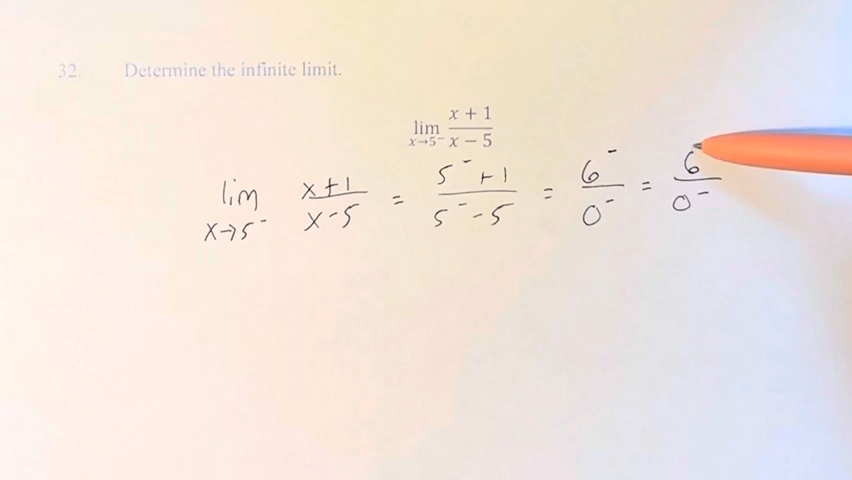 32. Determine the infinite limit.
lim x→5⁻ (x + 1)/(x − 5)
lim x→5⁻ (x+1)/(x-5) = (5⁻+1)/(5⁻-5) = 6⁻/0⁻ = 6/0⁻